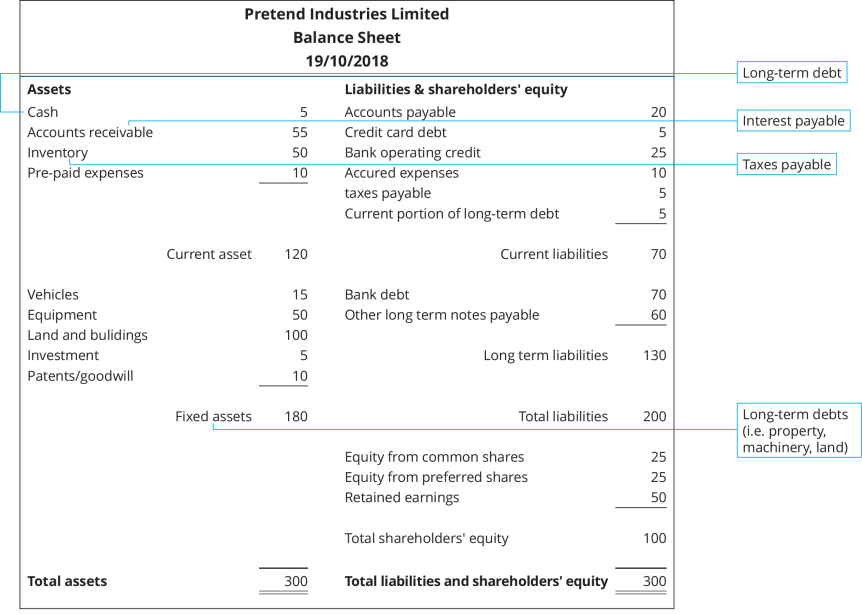 Pretend Industries Limited
Balance Sheet
19/10/2018
Assets Liabilities & shareholders' equity
Cash 5 Accounts payable 20
Accounts receivable 55 Credit card debt 5
Inventory 50 Bank operating credit 25
Pre-paid expenses 10 Accured expenses 10
taxes payable 5
Current portion of long-term debt 5
Current asset 120 Current liabilities 70
Vehicles 15 Bank debt 70
Equipment 50 Other long term notes payable 60
Land and bulidings 100
Investment 5 Long term liabilities 130
Patents/goodwill 10
Fixed assets 180 Total liabilities 200
Equity from common shares 25
Equity from preferred shares 25
Retained earnings 50
Total shareholders' equity 100
Total assets 300 Total liabilities and shareholders' equity 300
Long-term debt
Interest payable
Taxes payable
Long-term debts
(i.e. property,
machinery, land)